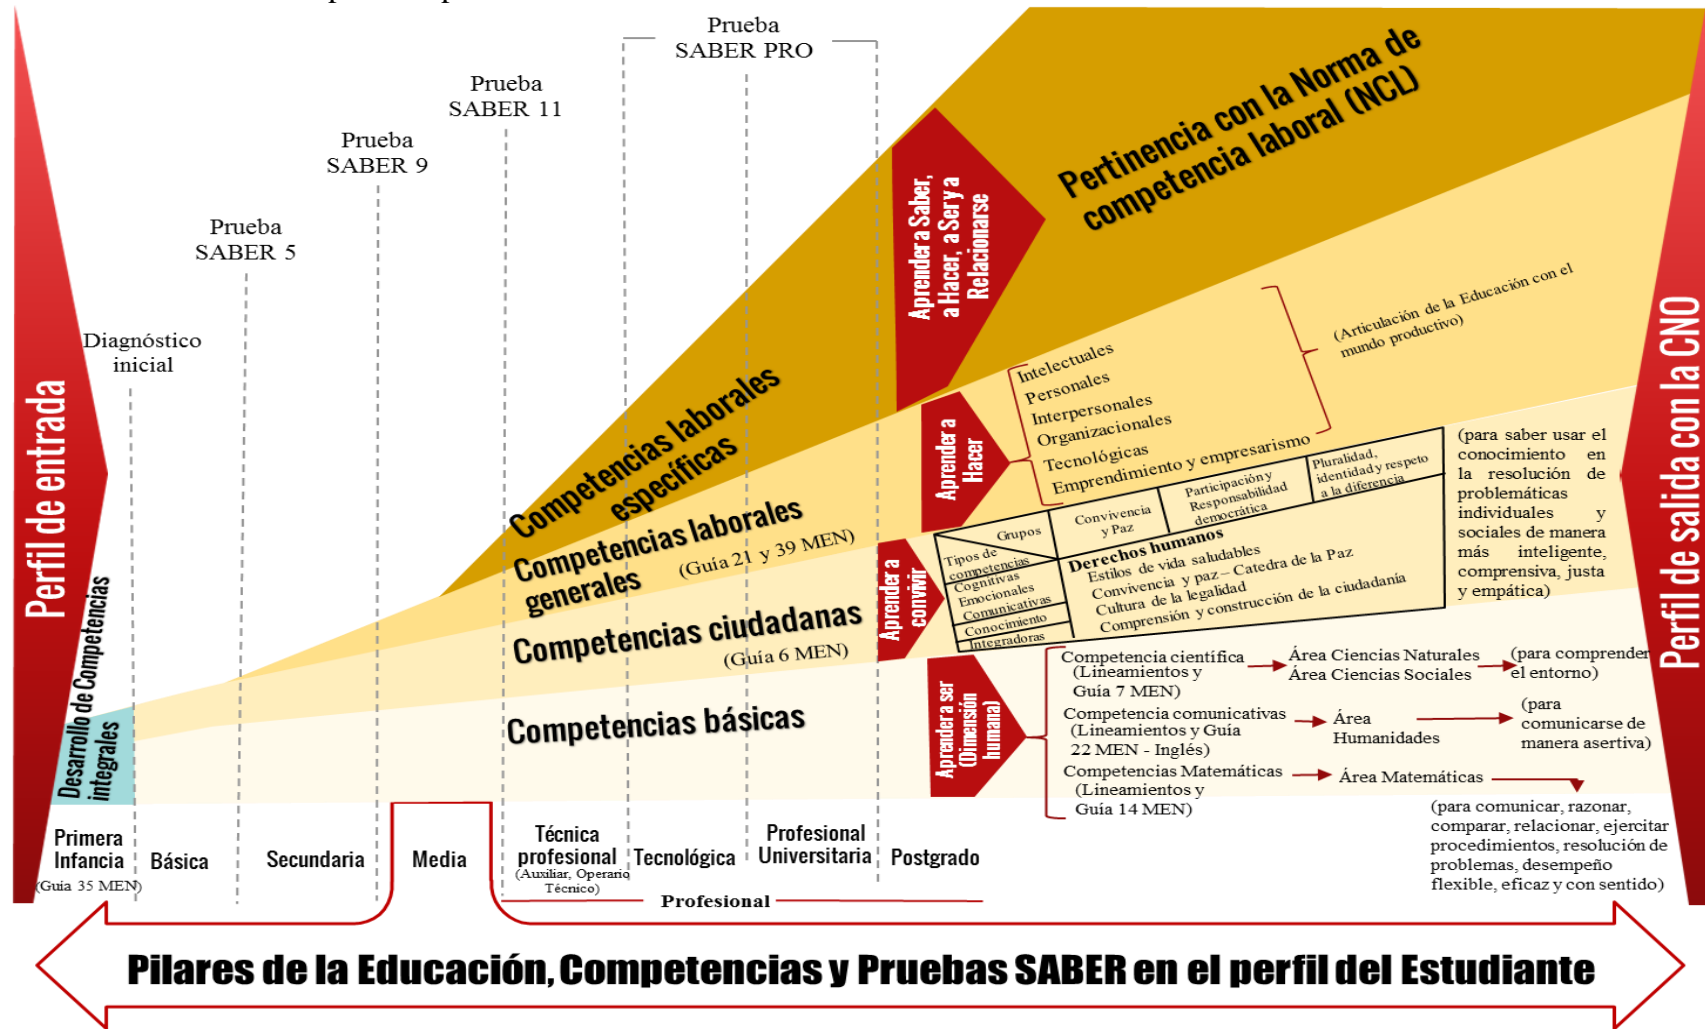 Prueba
SABER PRO
Prueba
SABER 11
Prueba
SABER 9
Prueba
SABER 5
Diagnóstico
inicial
Perfil de entrada
Desarrollo de Competencias
integrales
Competencias laborales
específicas
Pertinencia con la Norma de
competencia laboral (NCL)
Aprender a Saber,
a Hacer, a Ser y a
Relacionarse
Competencias laborales
generales
(Guía 21 y 39 MEN)
Aprender a
Hacer
Intelectuales
Personales
Interpersonales
Organizacionales
Tecnológicas
Emprendimiento y empresarismo
(Articulación de la Educación con el
mundo productivo)
Competencias ciudadanas
(Guía 6 MEN)
Aprender a
convivir
Grupos
Tipos de
competencias
Convivencia
y Paz
Participación y
Responsabilidad
democrática
Pluralidad,
identidad y respeto
a la diferencia
Cognitivas
Emocionales
Comunicativas
Conocimiento
Integradoras
Derechos humanos
Estilos de vida saludables
Convivencia y paz – Catedra de la Paz
Cultura de la legalidad
Comprensión y construcción de la ciudadanía
(para saber usar el
conocimiento en
la resolución de
problemáticas
individuales y
sociales de manera
más inteligente,
comprensiva, justa
y empática)
Competencias básicas
Aprender a ser
(Dimensión
humana)
Competencia científica
(Lineamientos y
Guía 7 MEN)
Área Ciencias Naturales
Área Ciencias Sociales
(para comprender
el entorno)
Competencia comunicativas
(Lineamientos y Guía
22 MEN - Inglés)
Área
Humanidades
(para
comunicarse de
manera asertiva)
Competencias Matemáticas
(Lineamientos y
Guía 14 MEN)
Área Matemáticas
(para comunicar, razonar,
comparar, relacionar, ejercitar
procedimientos, resolución de
problemas, desempeño
flexible, eficaz y con sentido)
Perfil de salida con la CNO
Primera
Infancia
(Guia 35 MEN)
Básica
Secundaria
Media
Técnica
profesional
(Auxiliar, Operario
Técnico)
Tecnológica
Profesional
Universitaria
Postgrado
Profesional
Pilares de la Educación, Competencias y Pruebas SABER en el perfil del Estudiante